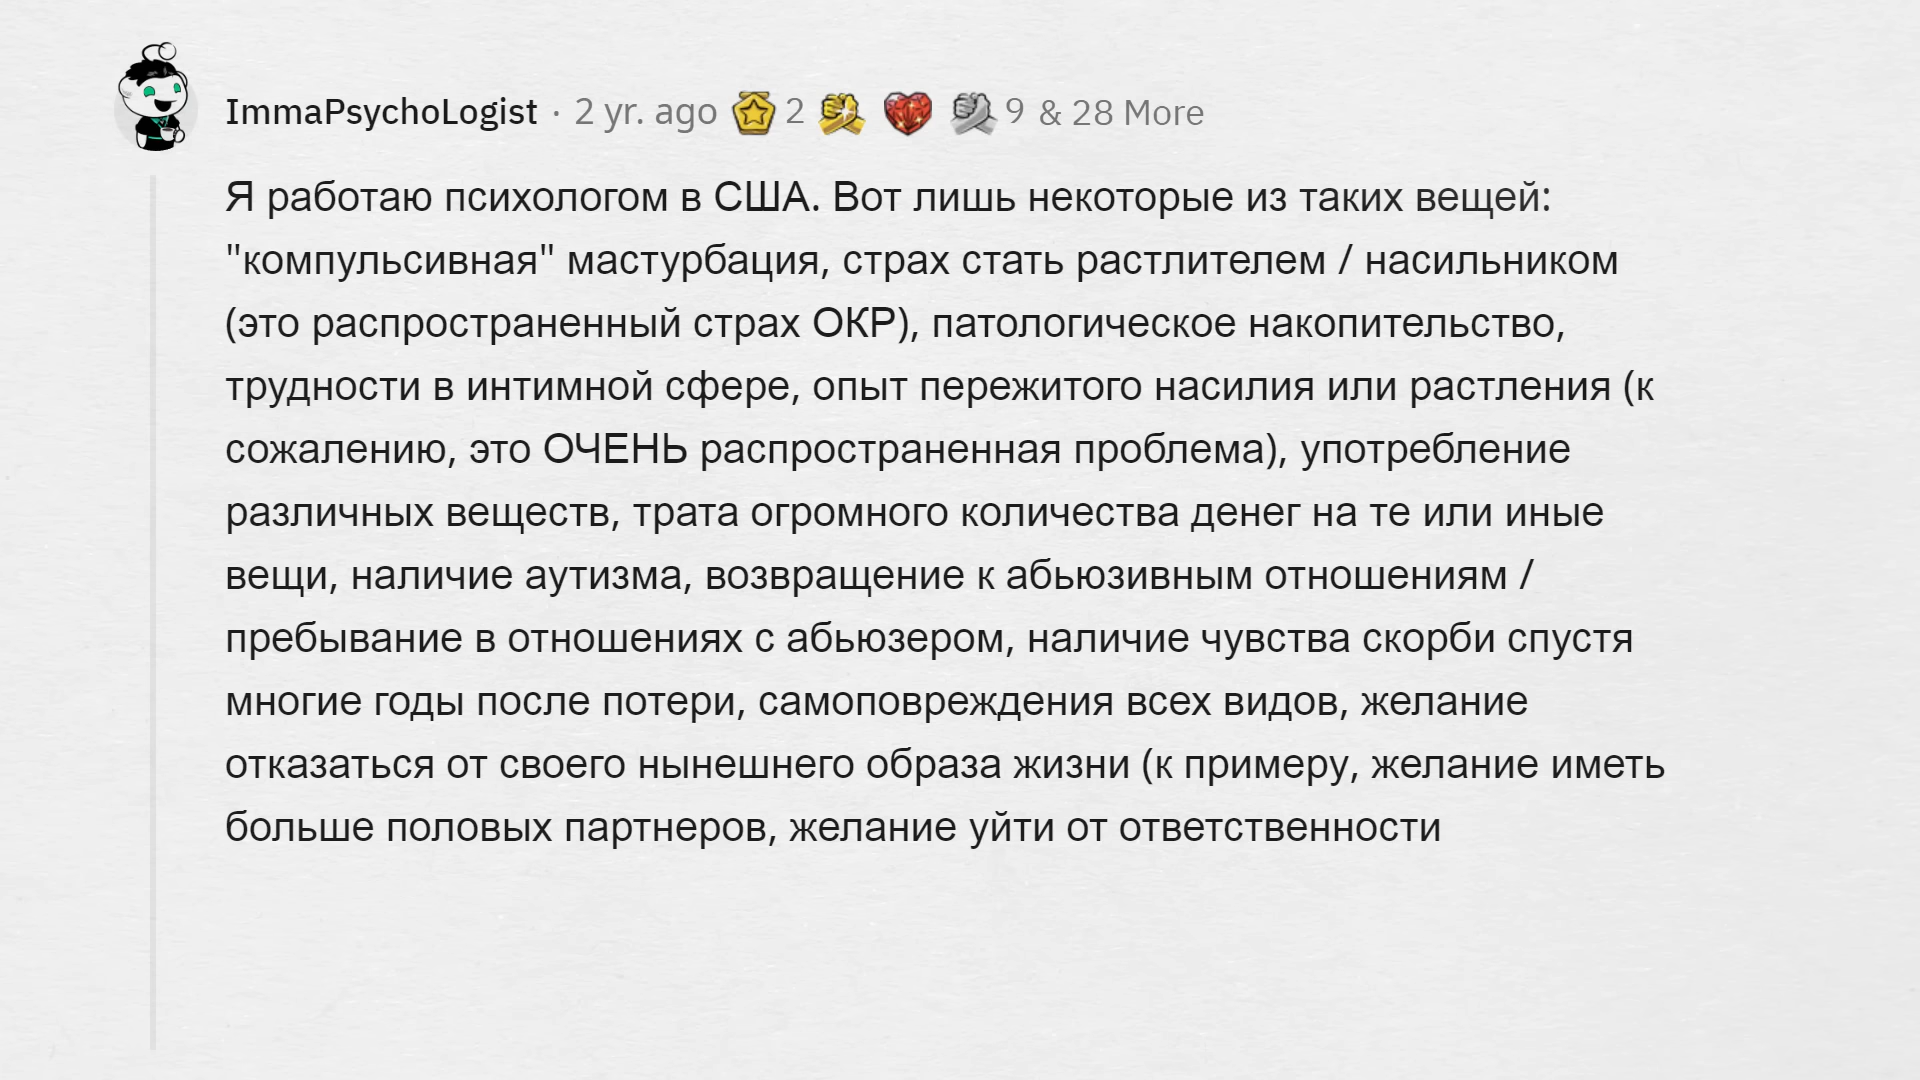 ImmaPsychoLogist · 2 yr. ago 2 9 & 28 More
Я работаю психологом в США. Вот лишь некоторые из таких вещей:
"компульсивная" мастурбация, страх стать растлителем / насильником
(это распространенный страх ОКР), патологическое накопительство,
трудности в интимной сфере, опыт пережитого насилия или растления (к
сожалению, это ОЧЕНЬ распространенная проблема), употребление
различных веществ, трата огромного количества денег на те или иные
вещи, наличие аутизма, возвращение к абьюзивным отношениям /
пребывание в отношениях с абьюзером, наличие чувства скорби спустя
многие годы после потери, самоповреждения всех видов, желание
отказаться от своего нынешнего образа жизни (к примеру, желание иметь
больше половых партнеров, желание уйти от ответственности